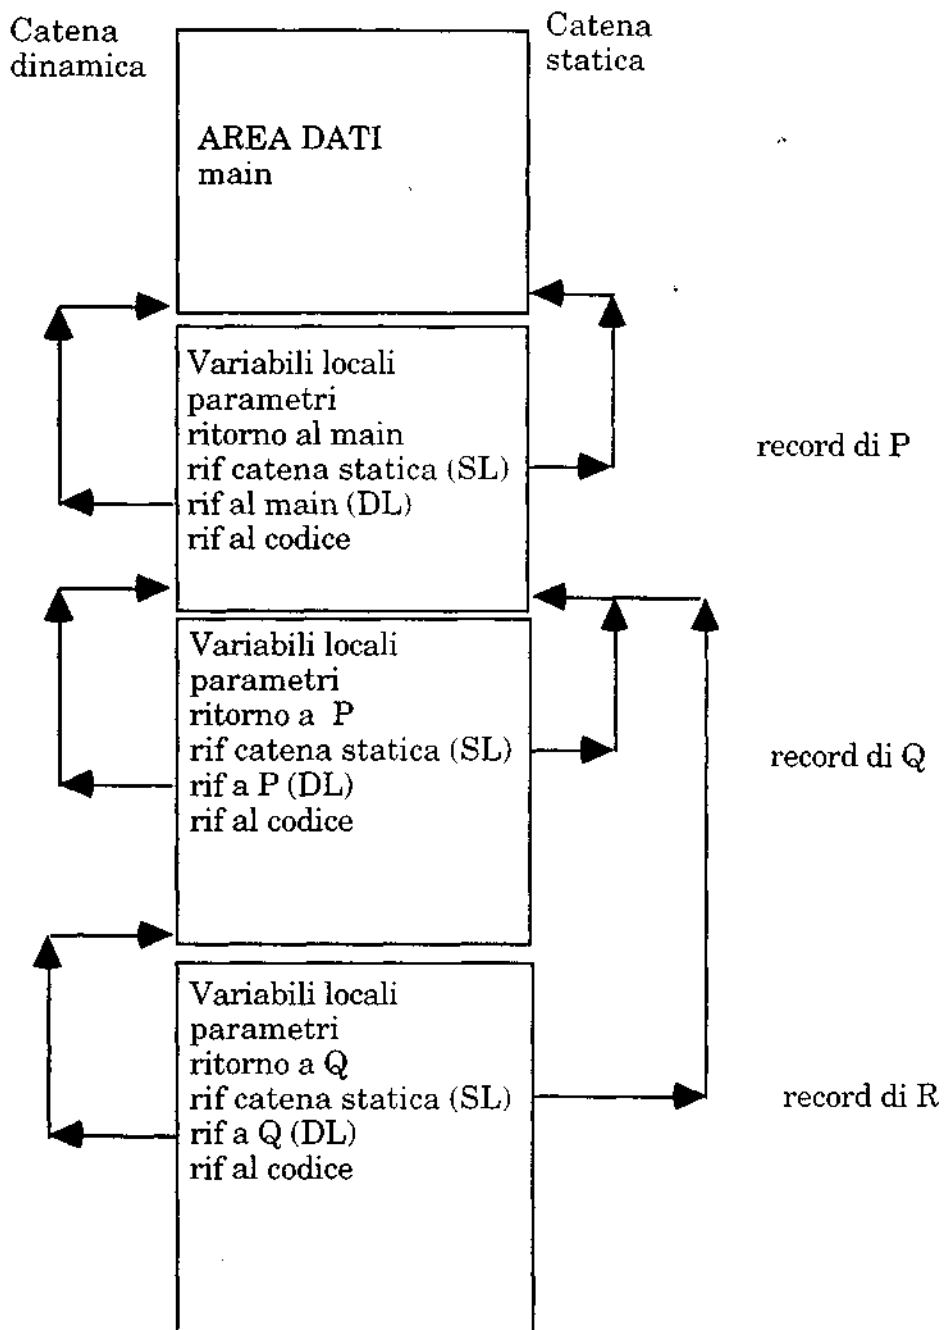 Catena
dinamica
Catena
statica
AREA DATI
main
Variabili locali
parametri
ritorno al main
rif catena statica (SL)
rif al main (DL)
rif al codice
record di P
Variabili locali
parametri
ritorno a P
rif catena statica (SL)
rif a P (DL)
rif al codice
record di Q
Variabili locali
parametri
ritorno a Q
rif catena statica (SL)
rif a Q (DL)
rif al codice
record di R